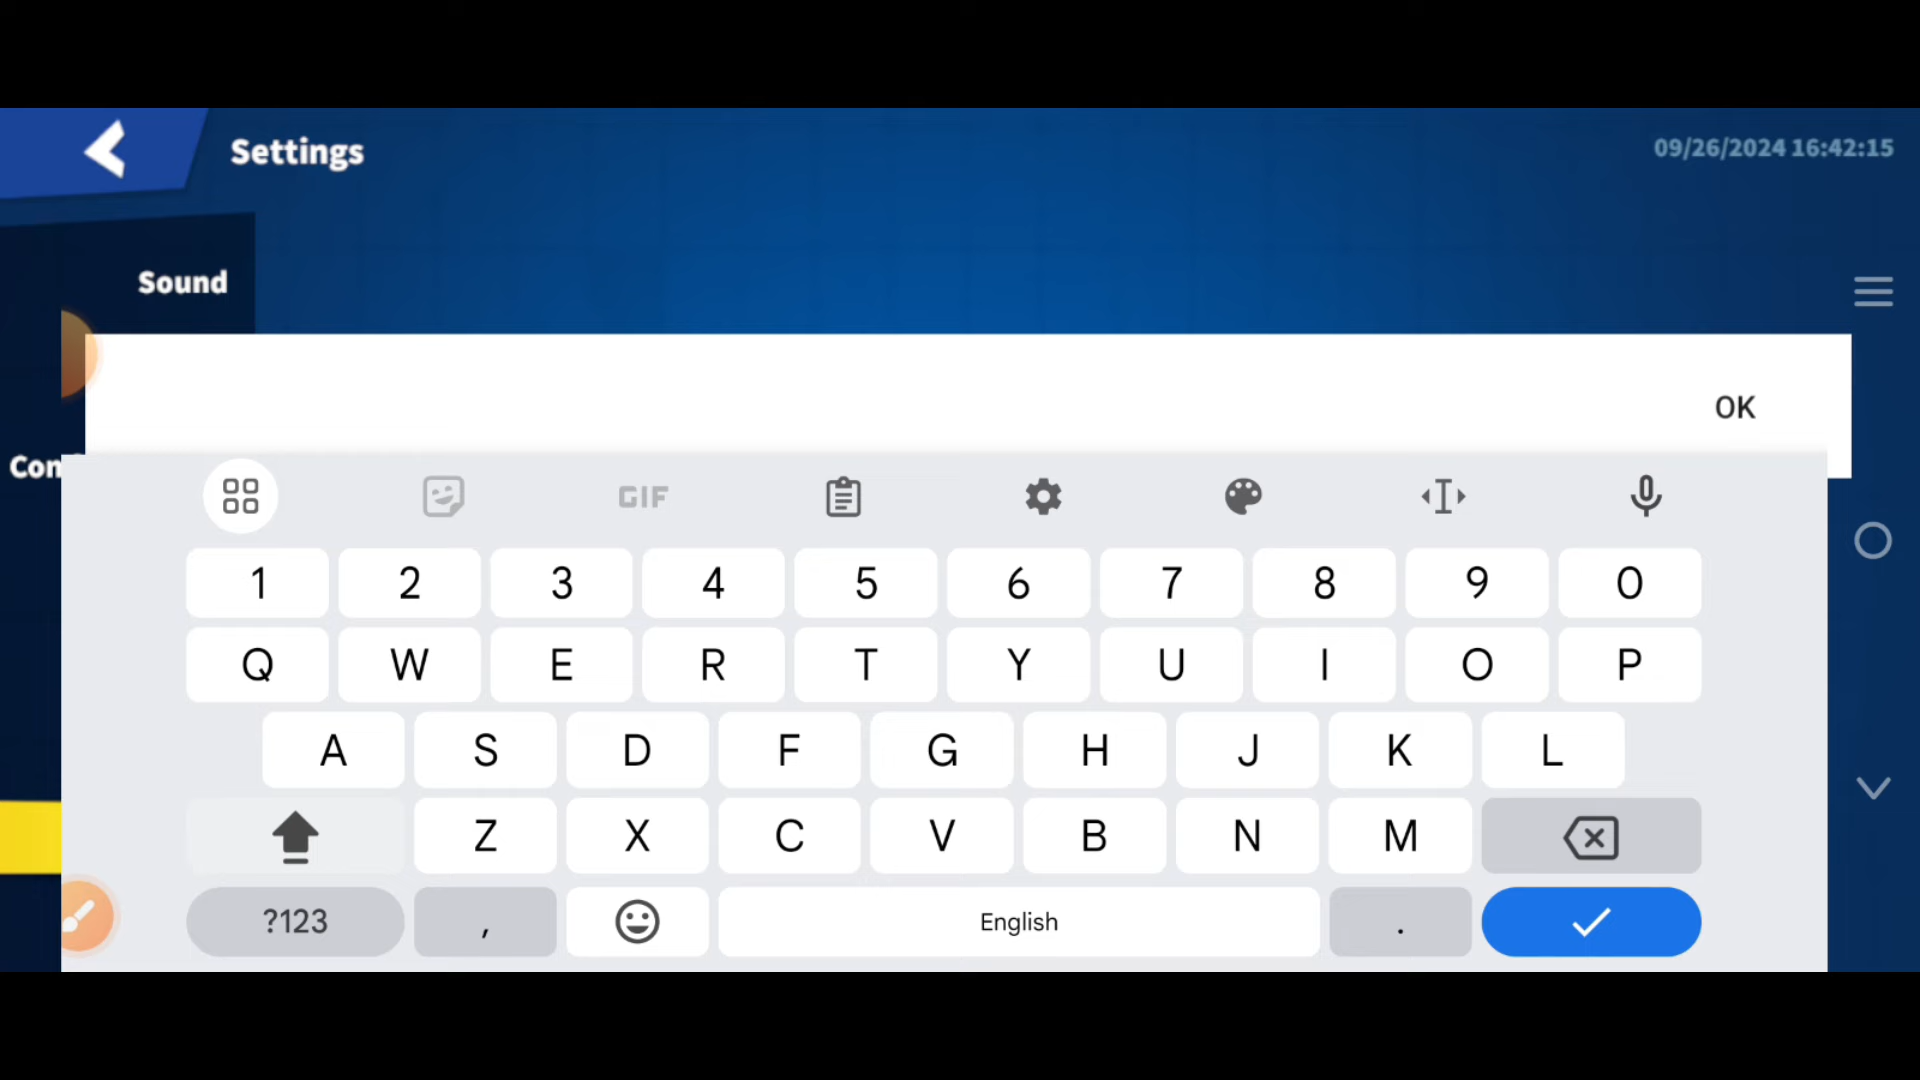 Settings
09/26/2024 16:42:15
Sound
OK
Con
GIF
1 2 3 4 5 6 7 8 9 0
Q W E R T Y U I O P
A S D F G H J K L
Z X C V B N M
?123 , English .